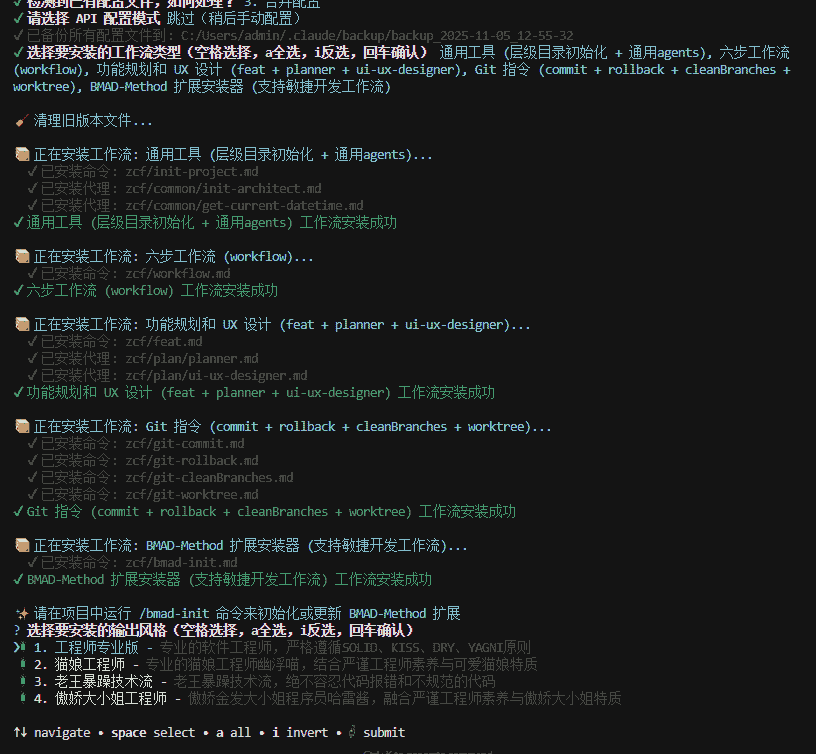 ✓ 检测到已有配置文件，如何处理？ 3. 合并配置
✓ 请选择 API 配置模式 跳过（稍后手动配置）
✓ 已备份所有配置文件到: C:/Users/admin/.claude/backup/backup_2025-11-05_12-55-32
✓ 选择要安装的工作流类型（空格选择，a全选，i反选，回车确认） 通用工具 (层级目录初始化 + 通用agents), 六步工作流
(workflow), 功能规划和 UX 设计 (feat + planner + ui-ux-designer), Git 指令 (commit + rollback + cleanBranches +
worktree), BMAD-Method 扩展安装器 (支持敏捷开发工作流)
清理旧版本文件...
正在安装工作流: 通用工具 (层级目录初始化 + 通用agents)...
✓ 已安装命令: zcf/init-project.md
✓ 已安装代理: zcf/common/init-architect.md
✓ 已安装代理: zcf/common/get-current-datetime.md
✓ 通用工具 (层级目录初始化 + 通用agents) 工作流安装成功
正在安装工作流: 六步工作流 (workflow)...
✓ 已安装命令: zcf/workflow.md
✓ 六步工作流 (workflow) 工作流安装成功
正在安装工作流: 功能规划和 UX 设计 (feat + planner + ui-ux-designer)...
✓ 已安装命令: zcf/feat.md
✓ 已安装代理: zcf/plan/planner.md
✓ 已安装代理: zcf/plan/ui-ux-designer.md
✓ 功能规划和 UX 设计 (feat + planner + ui-ux-designer) 工作流安装成功
正在安装工作流: Git 指令 (commit + rollback + cleanBranches + worktree)...
✓ 已安装命令: zcf/git-commit.md
✓ 已安装命令: zcf/git-rollback.md
✓ 已安装命令: zcf/git-cleanBranches.md
✓ 已安装命令: zcf/git-worktree.md
✓ Git 指令 (commit + rollback + cleanBranches + worktree) 工作流安装成功
正在安装工作流: BMAD-Method 扩展安装器 (支持敏捷开发工作流)...
✓ 已安装命令: zcf/bmad-init.md
✓ BMAD-Method 扩展安装器 (支持敏捷开发工作流) 工作流安装成功
请在项目中运行 /bmad-init 命令来初始化或更新 BMAD-Method 扩展
? 选择要安装的输出风格（空格选择，a全选，i反选，回车确认）
❯ 1. 工程师专业版 - 专业的软件工程师，严格遵循SOLID、KISS、DRY、YAGNI原则
2. 猫娘工程师 - 专业的猫娘工程师幽浮喵，结合严谨工程师素养与可爱猫娘特质
3. 老王暴躁技术流 - 老王暴躁技术流，绝不容忍代码报错和不规范的代码
4. 傲娇大小姐工程师 - 傲娇金发大小姐程序员哈雷酱，融合严谨工程师素养与傲娇大小姐特质
↑↓ navigate • space select • a all • i invert • ⏎ submit